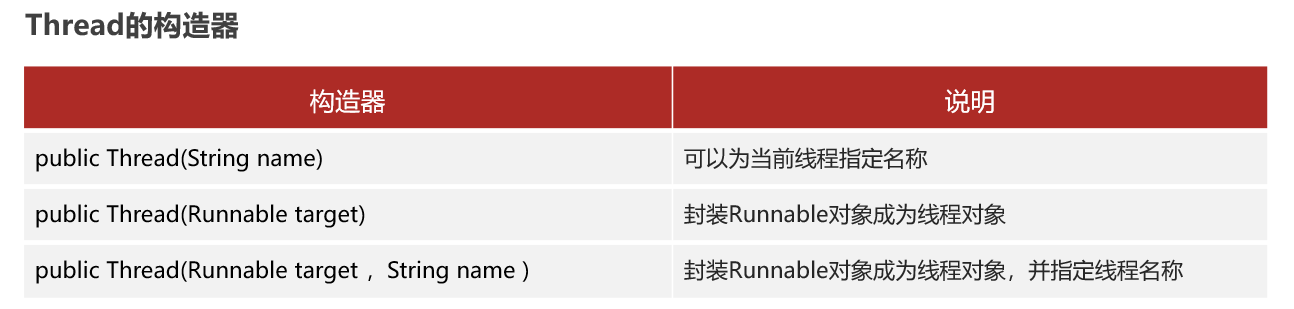 Thread的构造器
构造器 说明
public Thread(String name) 可以为当前线程指定名称
public Thread(Runnable target) 封装Runnable对象成为线程对象
public Thread(Runnable target ，String name ) 封装Runnable对象成为线程对象，并指定线程名称